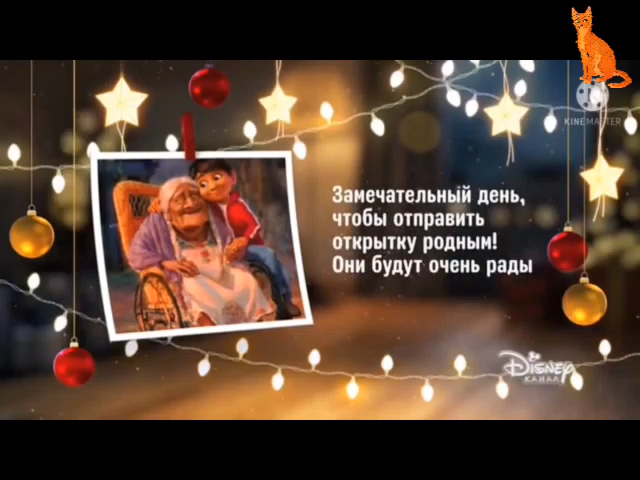 KINEMASTER
Замечательный день,
чтобы отправить
открытку родным!
Они будут очень рады
Disney
КАНАЛ